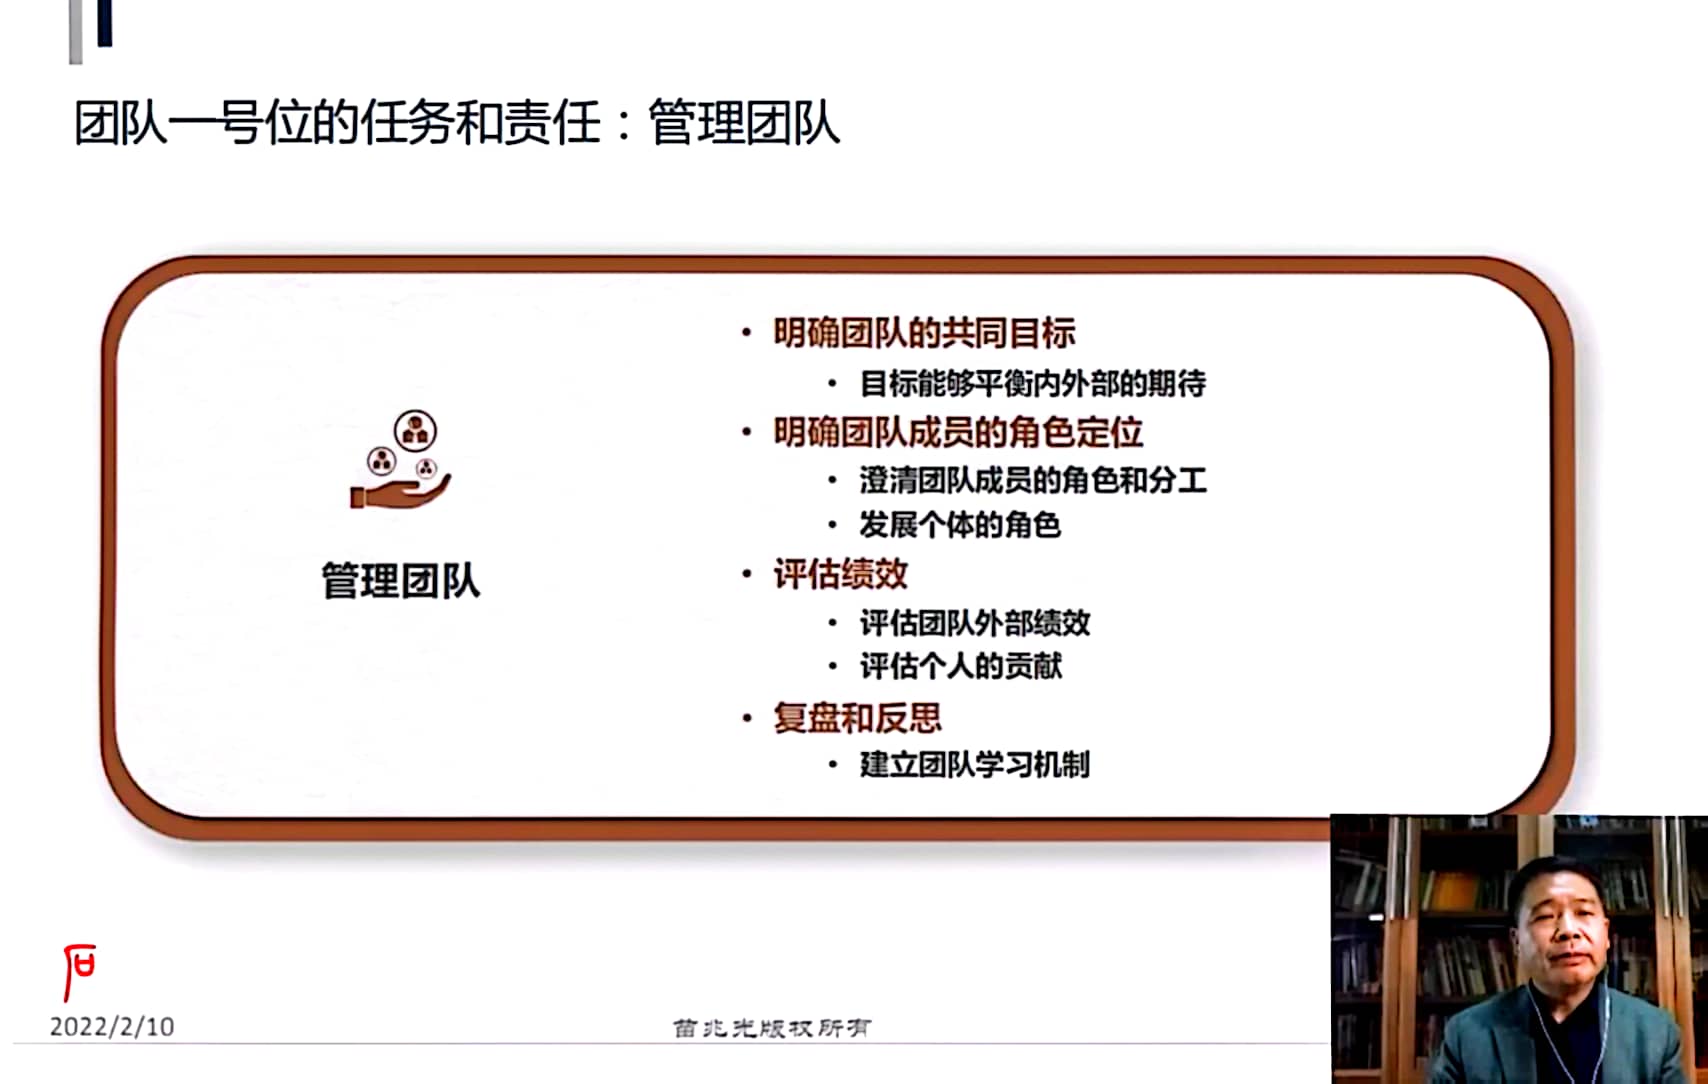 团队一号位的任务和责任：管理团队
管理团队
• 明确团队的共同目标
• 目标能够平衡内外部的期待
• 明确团队成员的角色定位
• 澄清团队成员的角色和分工
• 发展个体的角色
• 评估绩效
• 评估团队外部绩效
• 评估个人的贡献
• 复盘和反思
• 建立团队学习机制
石
2022/2/10
苗兆光版权所有